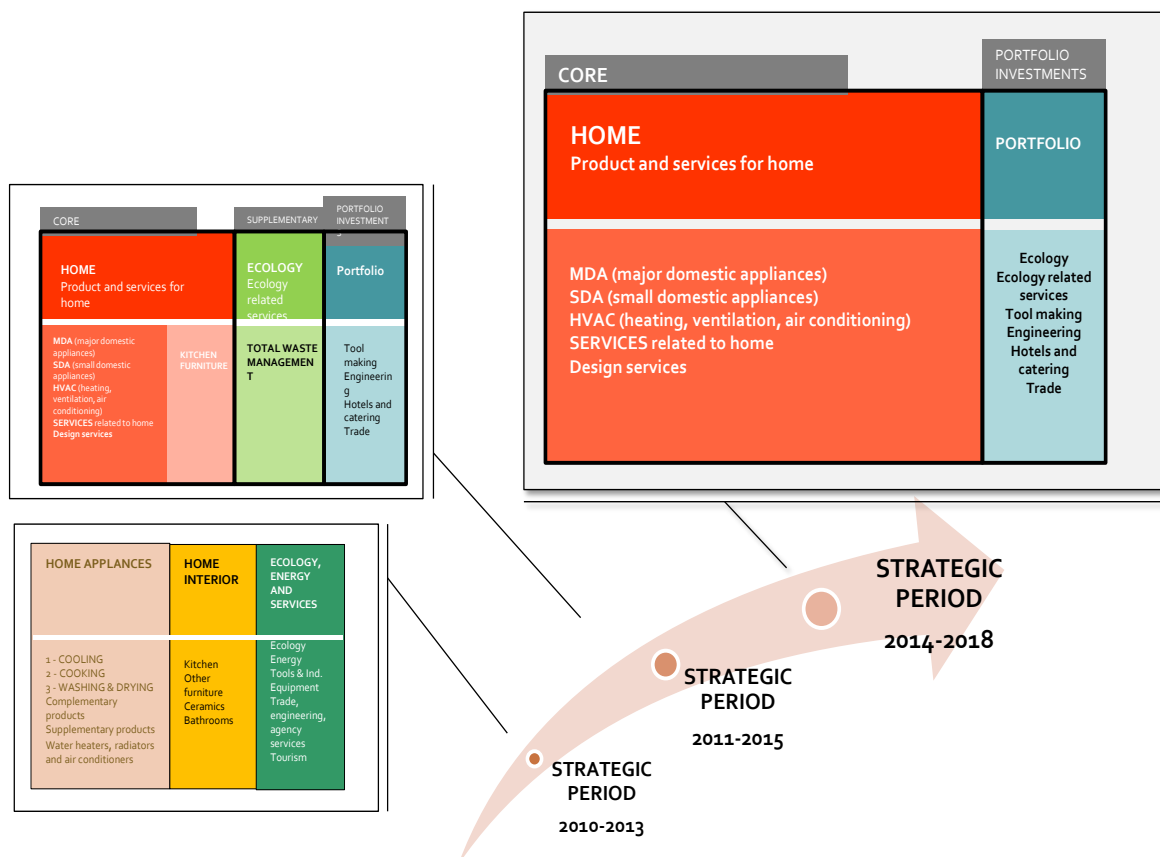 CORE
PORTFOLIO
INVESTMENTS
HOME
Product and services for home
PORTFOLIO
MDA (major domestic appliances)
SDA (small domestic appliances)
HVAC (heating, ventilation, air conditioning)
SERVICES related to home
Design services
Ecology
Ecology related
services
Tool making
Engineering
Hotels and
catering
Trade
CORE
SUPPLEMENTARY
PORTFOLIO
INVESTMENT
S
HOME
Product and services for
home
ECOLOGY
Ecology
related
services
Portfolio
MDA (major domestic
appliances)
SDA (small domestic
appliances)
HVAC (heating,
ventilation, air
conditioning)
SERVICES related to home
Design services
KITCHEN
FURNITURE
TOTAL WASTE
MANAGEMEN
T
Tool
making
Engineerin
g
Hotels and
catering
Trade
HOME APPLANCES
HOME
INTERIOR
ECOLOGY,
ENERGY
AND
SERVICES
1 - COOLING
2 - COOKING
3 - WASHING & DRYING
Complementary
products
Supplementary products
Water heaters, radiators
and air conditioners
Kitchen
Other
furniture
Ceramics
Bathrooms
Ecology
Energy
Tools & Ind.
Equipment
Trade,
engineering,
agency
services
Tourism
STRATEGIC
PERIOD
2014-2018
STRATEGIC
PERIOD
2011-2015
STRATEGIC
PERIOD
2010-2013